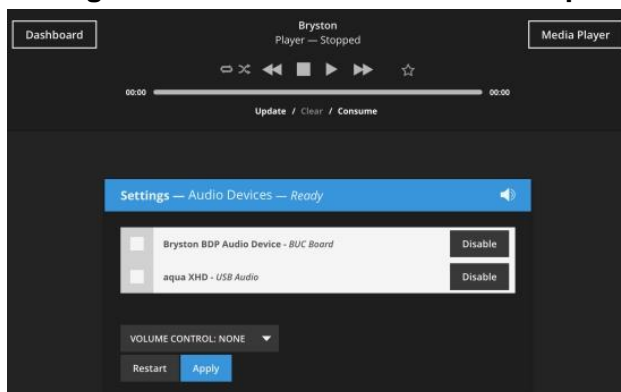 Dashboard
Bryston
Player — Stopped
Media Player
00:00
00:00
Update / Clear / Consume
Settings — Audio Devices — Ready
Bryston BDP Audio Device - BUC Board
Disable
aqua XHD - USB Audio
Disable
VOLUME CONTROL: NONE
Restart
Apply